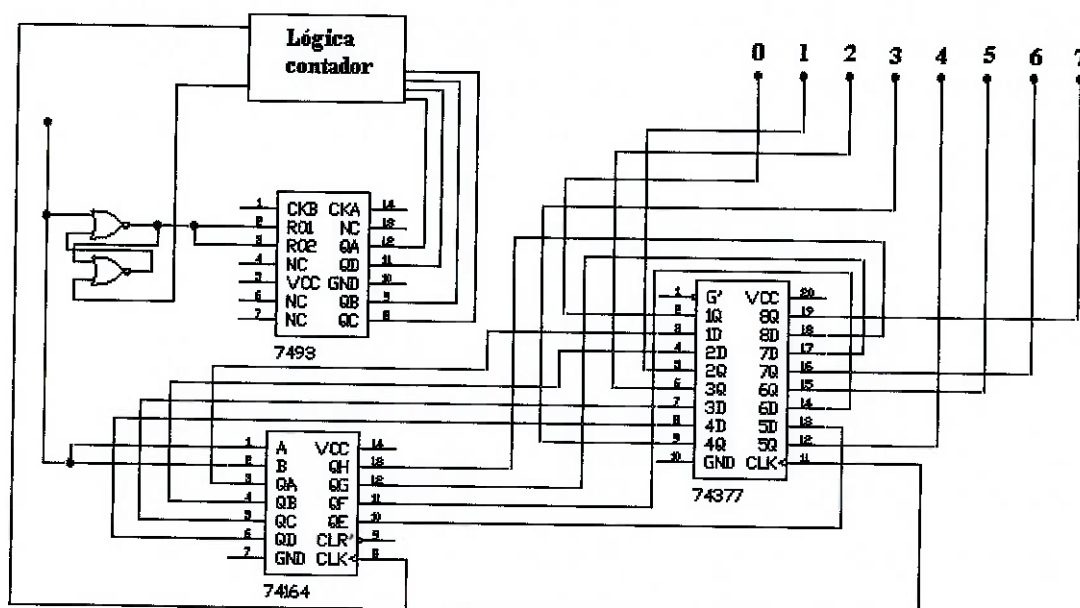 Lógica
contador
0 1 2 3 4 5 6 7
1 CKB CKA 14
2 R01 NC 13
3 R02 QA 12
4 NC QD 11
5 VCC GND 10
6 NC QB 9
7 NC QC 8
7493
1 G' VCC 20
2 1Q 8Q 19
3 1D 8D 18
4 2D 7D 17
5 2Q 7Q 16
6 3Q 6Q 15
7 3D 6D 14
8 4D 5D 13
9 4Q 5Q 12
10 GND CLK 11
74377
1 A VCC 14
2 B QH 13
3 QA QG 12
4 QB QF 11
5 QC QE 10
6 QD CLR' 9
7 GND CLK 8
74164